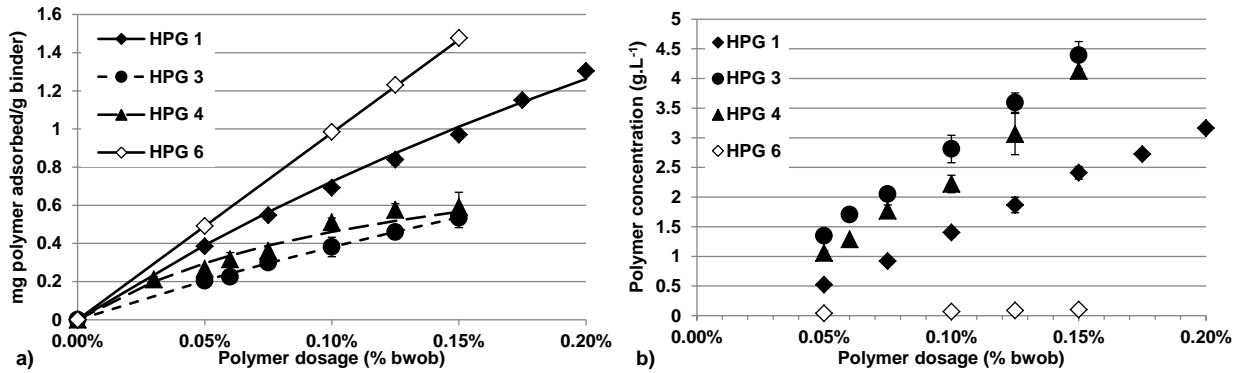 1.6
1.4
1.2
1
0.8
0.6
0.4
0.2
0
mg polymer adsorbed/g binder
HPG 1
HPG 3
HPG 4
HPG 6
0.00% 0.05% 0.10% 0.15% 0.20%
Polymer dosage (% bwob)
a)
5
4.5
4
3.5
3
2.5
2
1.5
1
0.5
0
Polymer concentration (g.L-1)
HPG 1
HPG 3
HPG 4
HPG 6
0.00% 0.05% 0.10% 0.15% 0.20%
Polymer dosage (% bwob)
b)